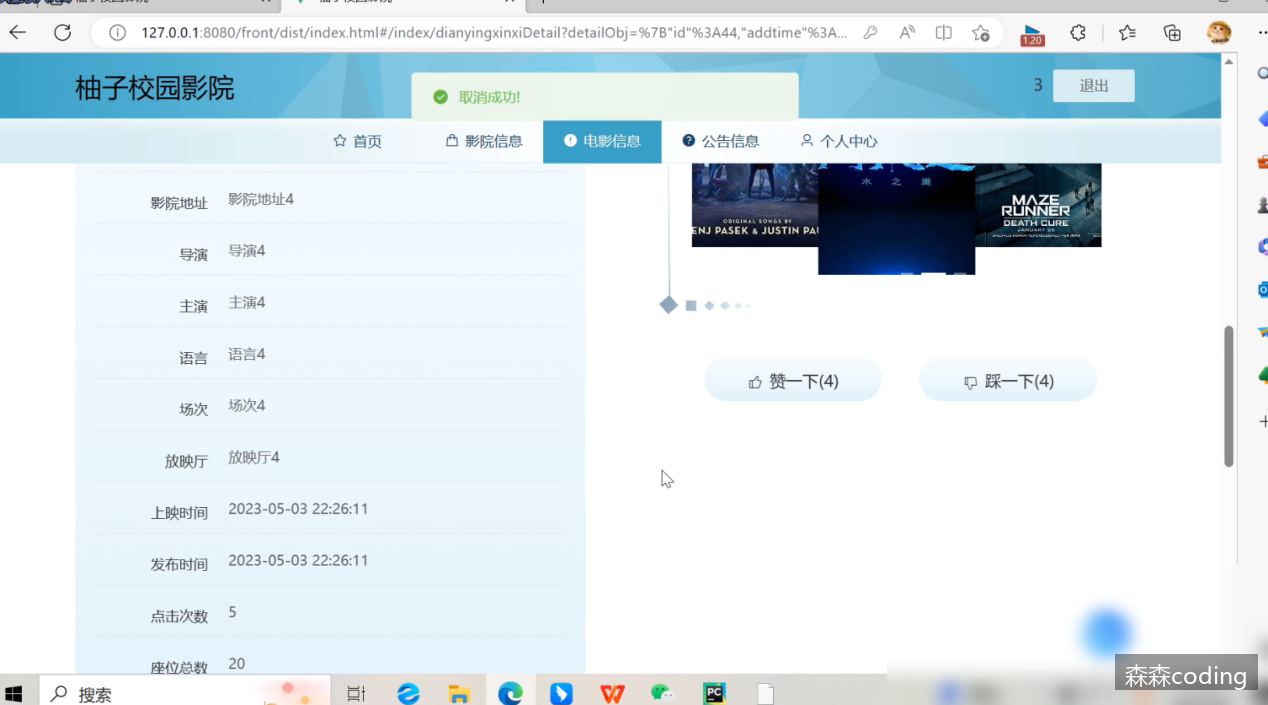 127.0.0.1:8080/front/dist/index.html#/index/dianyingxinxiDetail?detailObj=%7B"id"%3A44,"addtime"%3A...
1.20
柚子校园影院
取消成功!
3
退出
首页
影院信息
电影信息
公告信息
个人中心
影院地址 影院地址4
导演 导演4
主演 主演4
语言 语言4
场次 场次4
放映厅 放映厅4
上映时间 2023-05-03 22:26:11
发布时间 2023-05-03 22:26:11
点击次数 5
座位总数 20
ORIGINAL SONGS BY
ENJ PASEK & JUSTIN PAU
水之道
MAZE
RUNNER
DEATH CURE
JANUARY 26
赞一下(4)
踩一下(4)
搜索
PC
森森coding